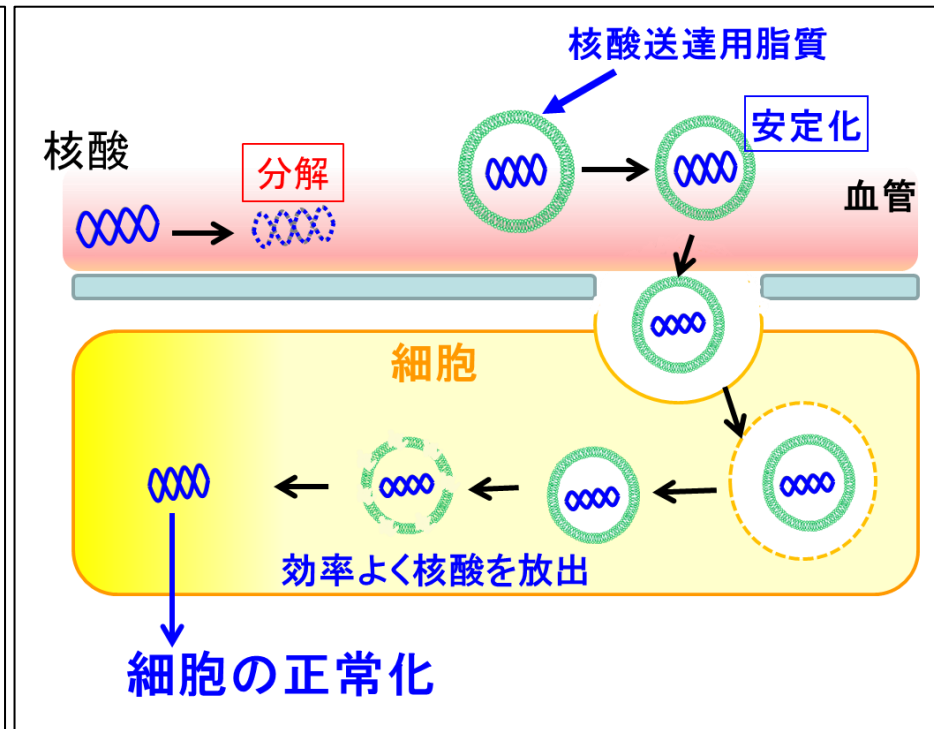 核酸送達用脂質
安定化
核酸
分解
血管
細胞
効率よく核酸を放出
細胞の正常化